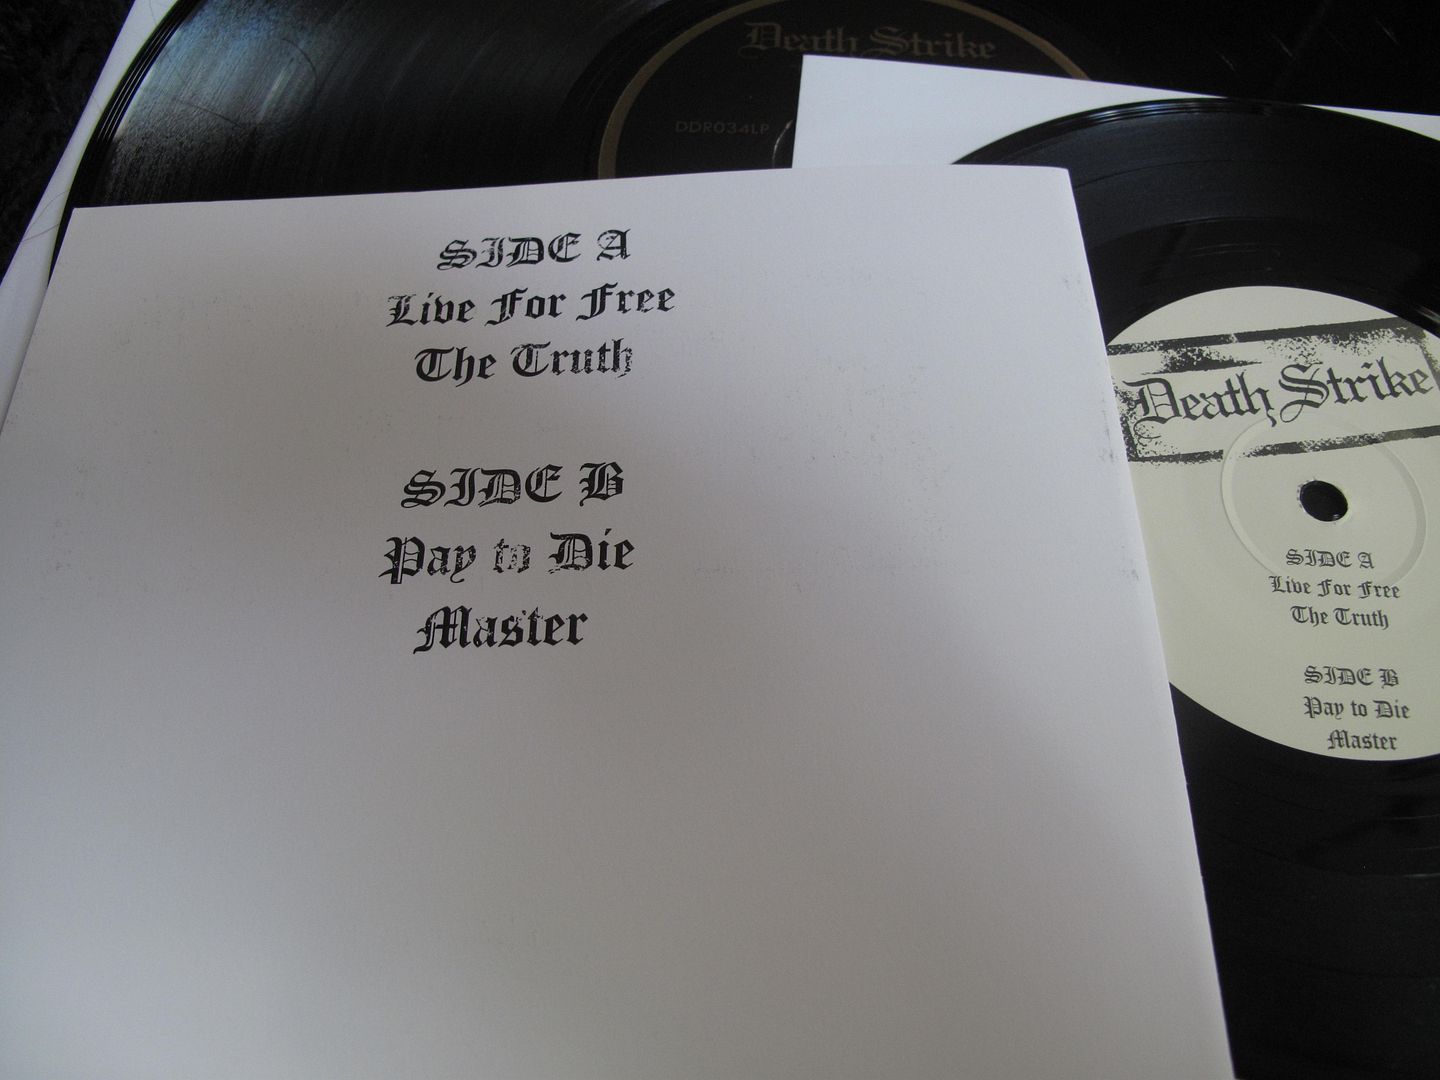 Death Strike
DDR034LP
SIDE A
Live For Free
The Truth
SIDE B
Pay to Die
Master
Death Strike
SIDE A
Live For Free
The Truth
SIDE B
Pay to Die
Master